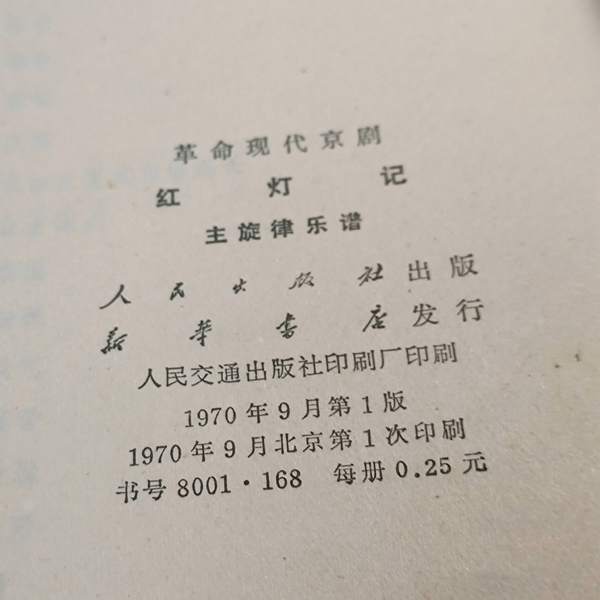 革命现代京剧
红灯记
主旋律乐谱
人民出版社出版
新华书店发行
人民交通出版社印刷厂印刷
1970年9月第1版
1970年9月北京第1次印刷
书号8001·168 每册0.25元